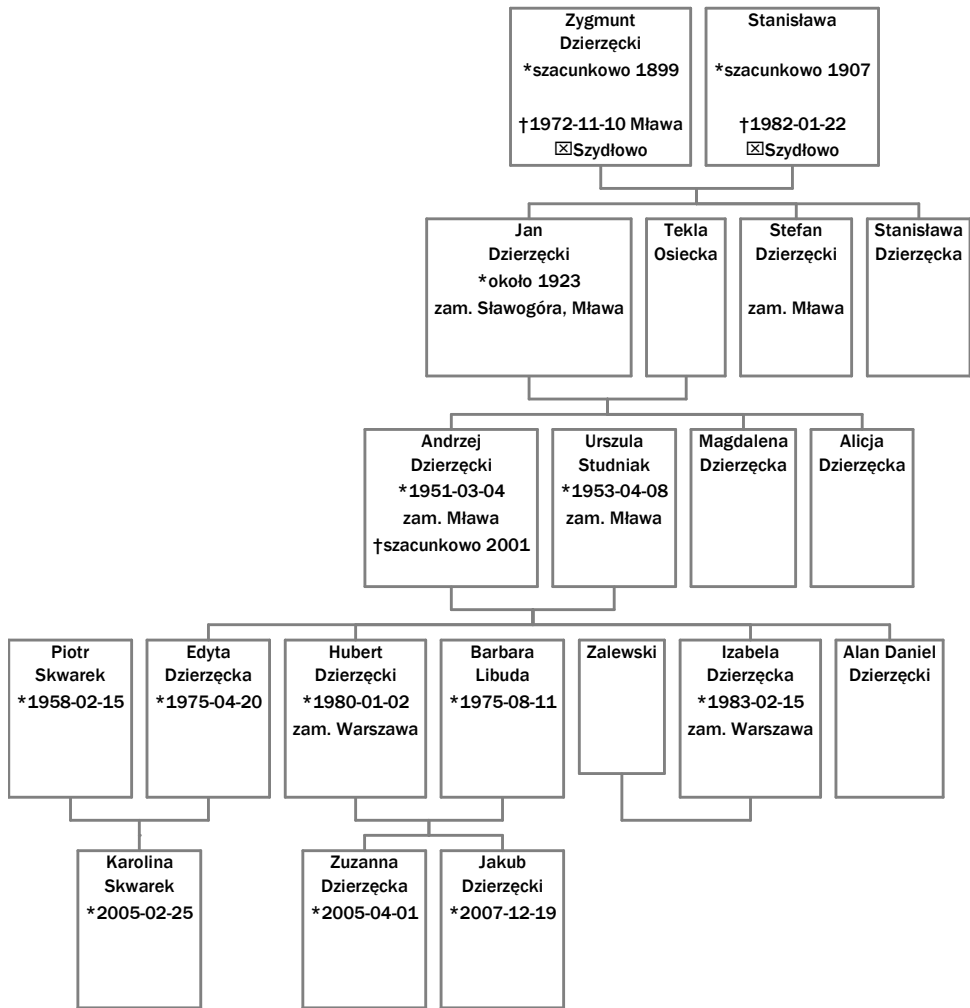 Zygmunt
Dzierzęcki
*szacunkowo 1899
†1972-11-10 Mława
☒Szydłowo
Stanisława
*szacunkowo 1907
†1982-01-22
☒Szydłowo
Jan
Dzierzęcki
*około 1923
zam. Sławogóra, Mława
Tekla
Osiecka
Stefan
Dzierzęcki
zam. Mława
Stanisława
Dzierzęcka
Andrzej
Dzierzęcki
*1951-03-04
zam. Mława
†szacunkowo 2001
Urszula
Studniak
*1953-04-08
zam. Mława
Magdalena
Dzierzęcka
Alicja
Dzierzęcka
Piotr
Skwarek
*1958-02-15
Edyta
Dzierzęcka
*1975-04-20
Hubert
Dzierzęcki
*1980-01-02
zam. Warszawa
Barbara
Libuda
*1975-08-11
Zalewski
Izabela
Dzierzęcka
*1983-02-15
zam. Warszawa
Alan Daniel
Dzierzęcki
Karolina
Skwarek
*2005-02-25
Zuzanna
Dzierzęcka
*2005-04-01
Jakub
Dzierzęcki
*2007-12-19